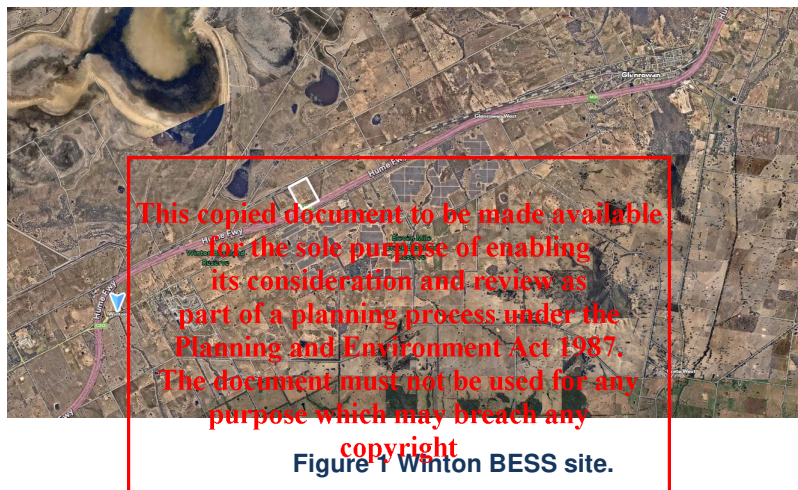 Glenrowan
Glenrowan West
Hume Fwy
This copied document to be made available
for the sole purpose of enabling
its consideration and review as
part of a planning process under the
Planning and Environment Act 1987.
The document must not be used for any
purpose which may breach any
copyright
Hume Fwy
Hume Fwy
Figure 1 Winton BESS site.